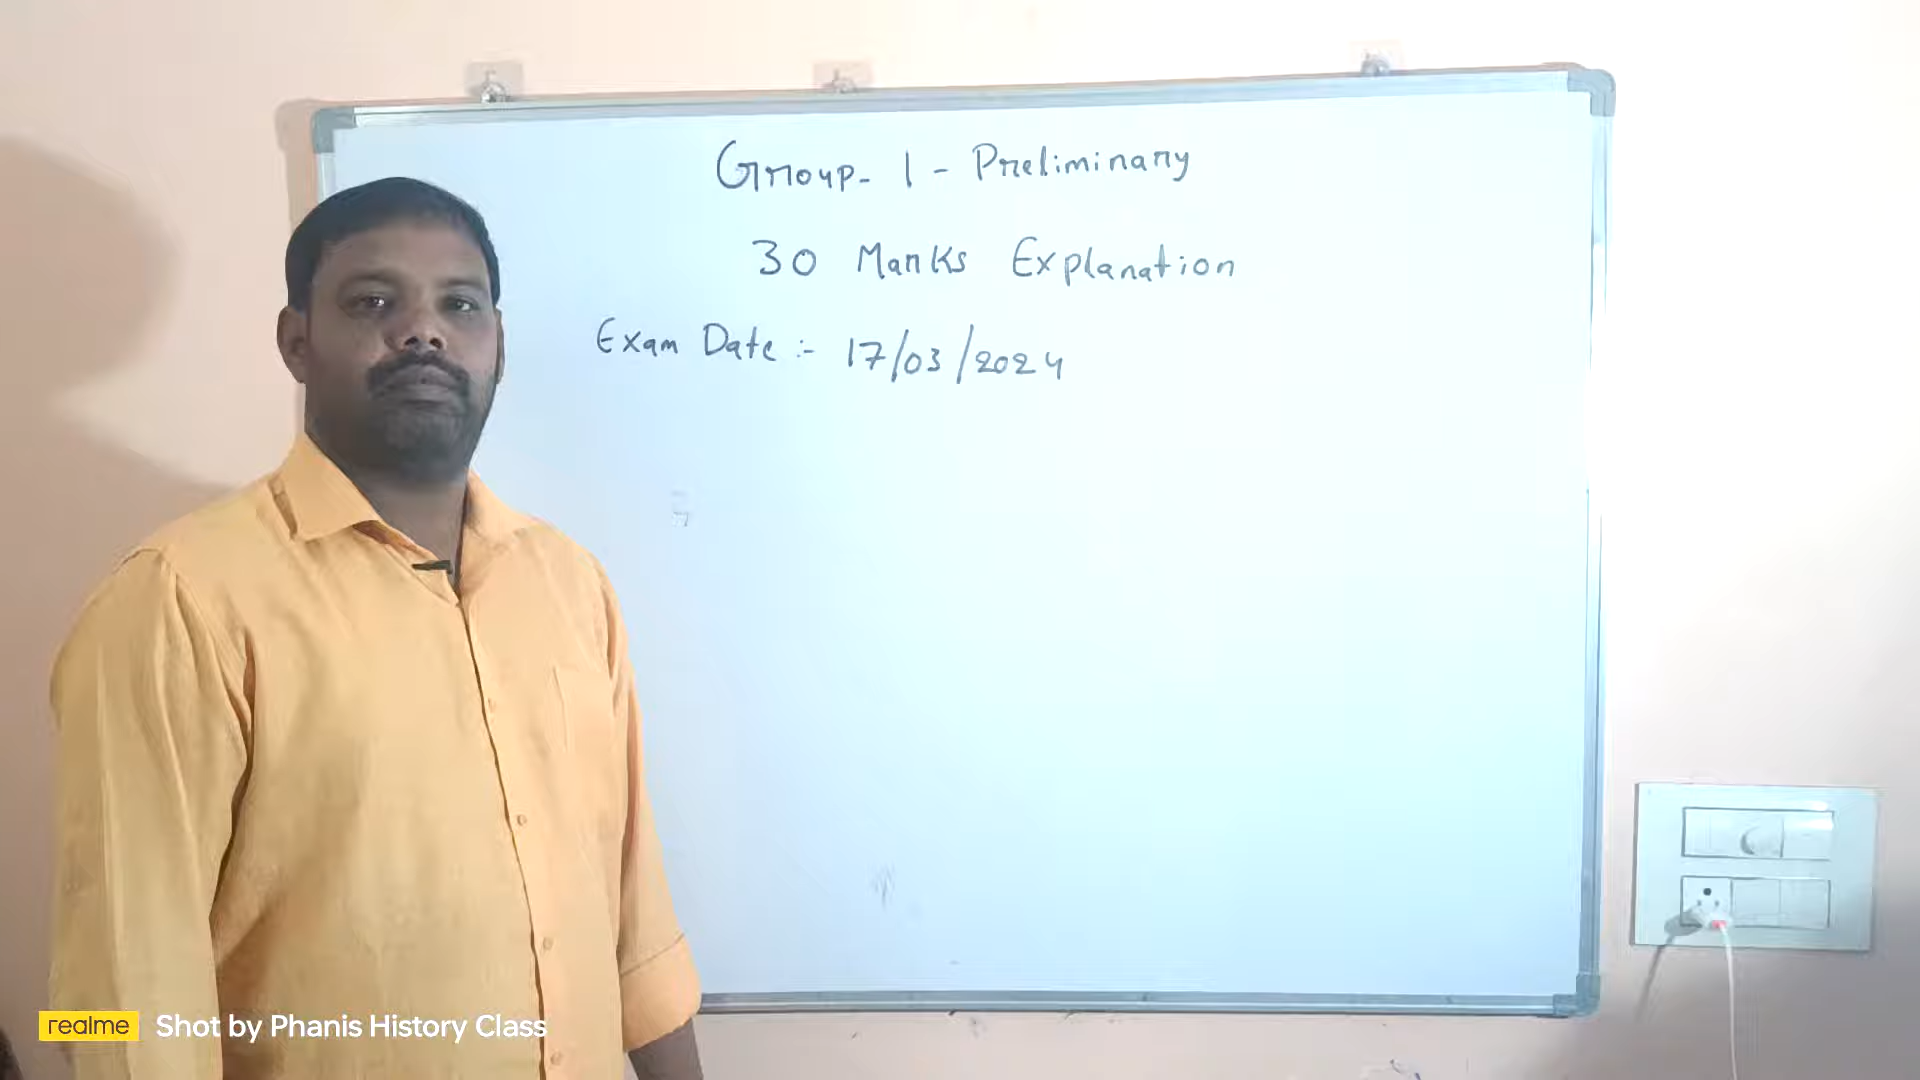 Group- 1 - Preliminary
30 Marks Explanation
Exam Date :- 17/03/2024
realme Shot by Phanis History Class